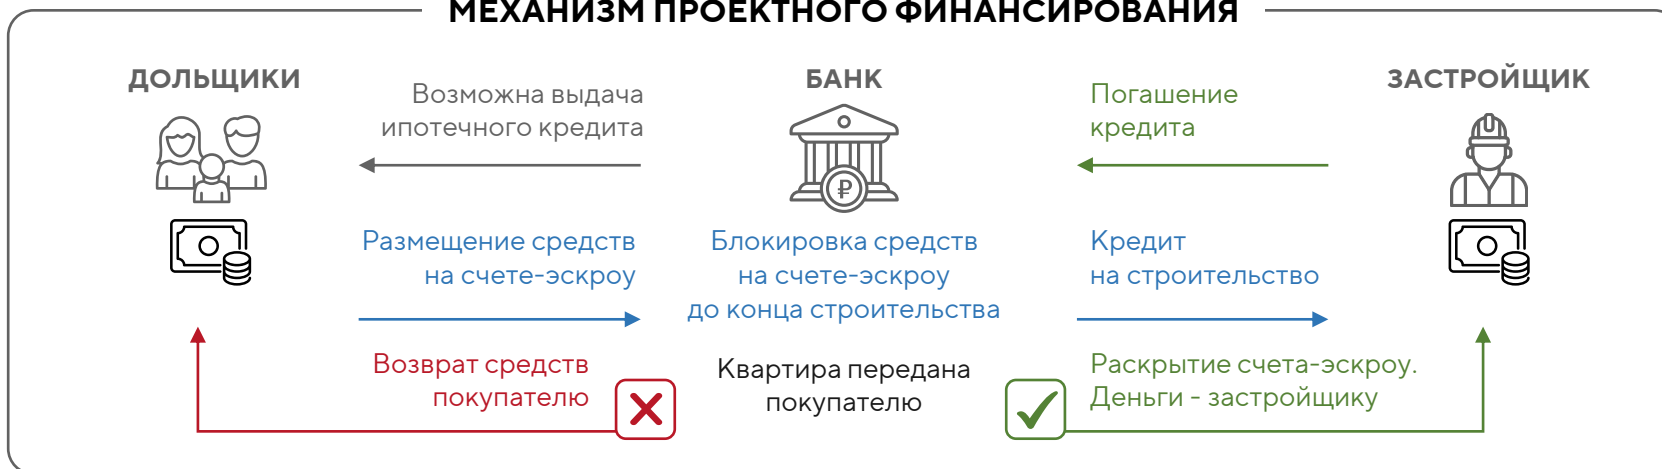 МЕХАНИЗМ ПРОЕКТНОГО ФИНАНСИРОВАНИЯ
ДОЛЬЩИКИ
Возможна выдача
ипотечного кредита
БАНК
Погашение
кредита
ЗАСТРОЙЩИК
₽
Размещение средств
на счете-эскроу
Блокировка средств
на счете-эскроу
до конца строительства
Кредит
на строительство
Возврат средств
покупателю
Квартира передана
покупателю
Раскрытие счета-эскроу.
Деньги - застройщику